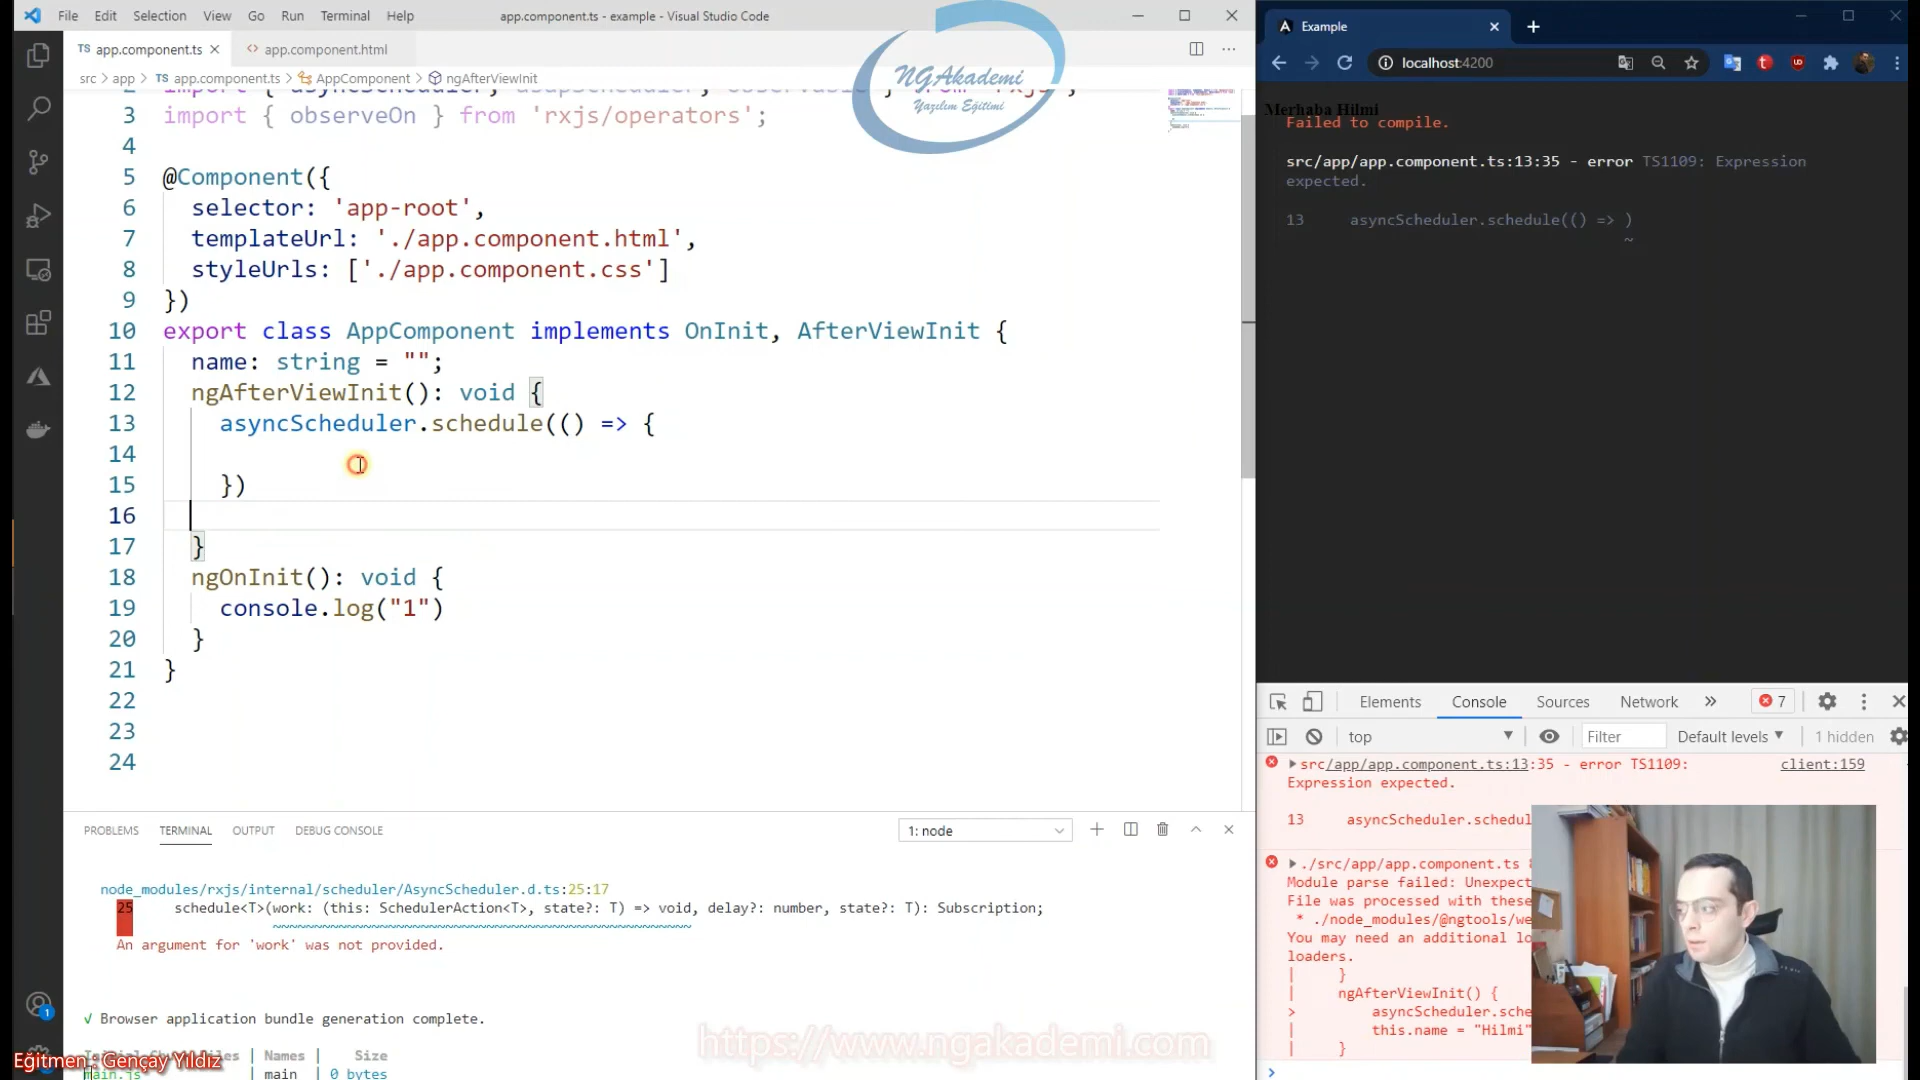 File Edit Selection View Go Run Terminal Help
app.component.ts - example - Visual Studio Code
TS app.component.ts
<> app.component.html
src > app > TS app.component.ts > AppComponent > ngAfterViewInit
NGAkademi
Yazılım Eğitimi
3 import { observeOn } from 'rxjs/operators';
4
5 @Component({
6 selector: 'app-root',
7 templateUrl: './app.component.html',
8 styleUrls: ['./app.component.css']
9 })
10 export class AppComponent implements OnInit, AfterViewInit {
11 name: string = "";
12 ngAfterViewInit(): void {
13 asyncScheduler.schedule(() => {
14
15 })
16
17 }
18 ngOnInit(): void {
19 console.log("1")
20 }
21 }
22
23
24
PROBLEMS TERMINAL OUTPUT DEBUG CONSOLE
1: node
node_modules/rxjs/internal/scheduler/AsyncScheduler.d.ts:25:17
25 schedule<T>(work: (this: SchedulerAction<T>, state?: T) => void, delay?: number, state?: T): Subscription;
~~~~~~~~~~~~~~~~~~~~~~~~~~~~~~~~~~~~~~~~~~~~~~~~~~~
An argument for 'work' was not provided.
√ Browser application bundle generation complete.
| Names | Size
main.js | main | 0 bytes
Eğitmen : Gençay Yıldız
https://www.ngakademi.com
Example
localhost:4200
Merhaba Hilmi
Failed to compile.
src/app/app.component.ts:13:35 - error TS1109: Expression
expected.
13 asyncScheduler.schedule(() => )
~
Elements Console Sources Network » 7
top Filter Default levels 1 hidden
src/app/app.component.ts:13:35 - error TS1109: client:159
Expression expected.
13 asyncScheduler.schedul
./src/app/app.component.ts
Module parse failed: Unexpect
File was processed with these
* ./node_modules/@ngtools/we
You may need an additional lo
loaders.
| }
| ngAfterViewInit() {
> asyncScheduler.sche
| this.name = "Hilmi"
| }
>